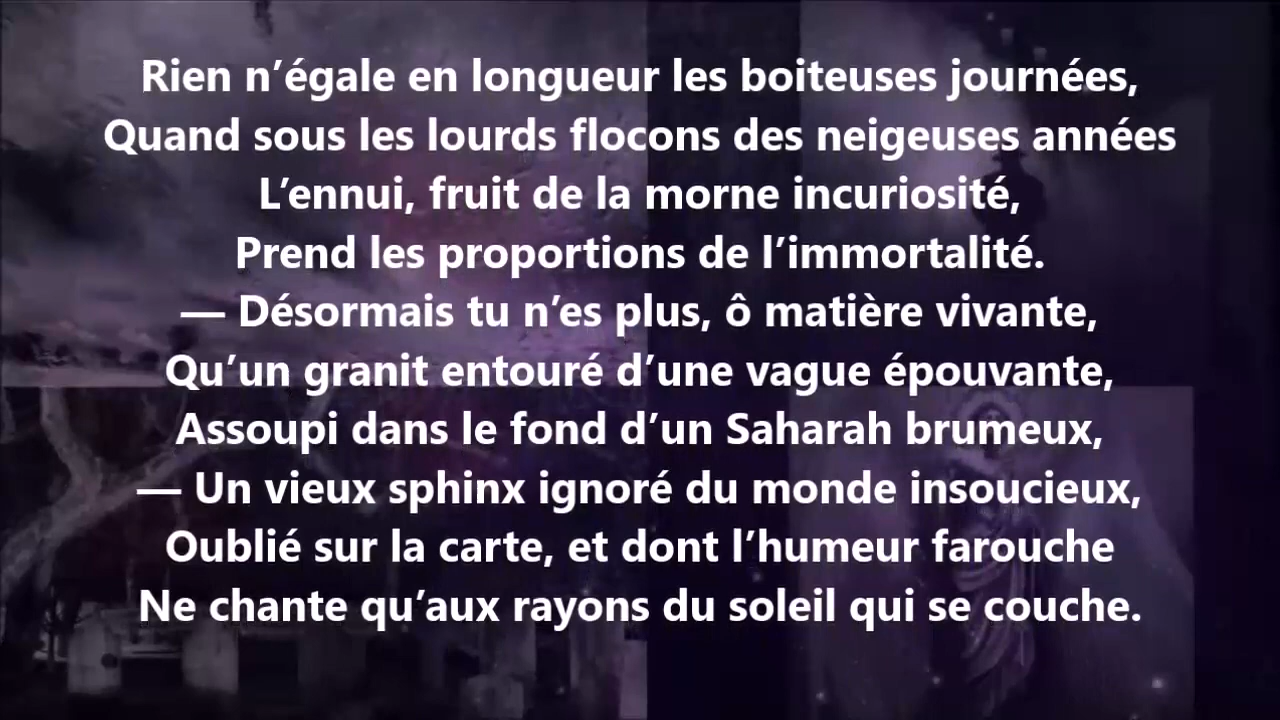 Rien n’égale en longueur les boiteuses journées,
Quand sous les lourds flocons des neigeuses années
L’ennui, fruit de la morne incuriosité,
Prend les proportions de l’immortalité.
— Désormais tu n’es plus, ô matière vivante,
Qu’un granit entouré d’une vague épouvante,
Assoupi dans le fond d’un Saharah brumeux,
— Un vieux sphinx ignoré du monde insoucieux,
Oublié sur la carte, et dont l’humeur farouche
Ne chante qu’aux rayons du soleil qui se couche.